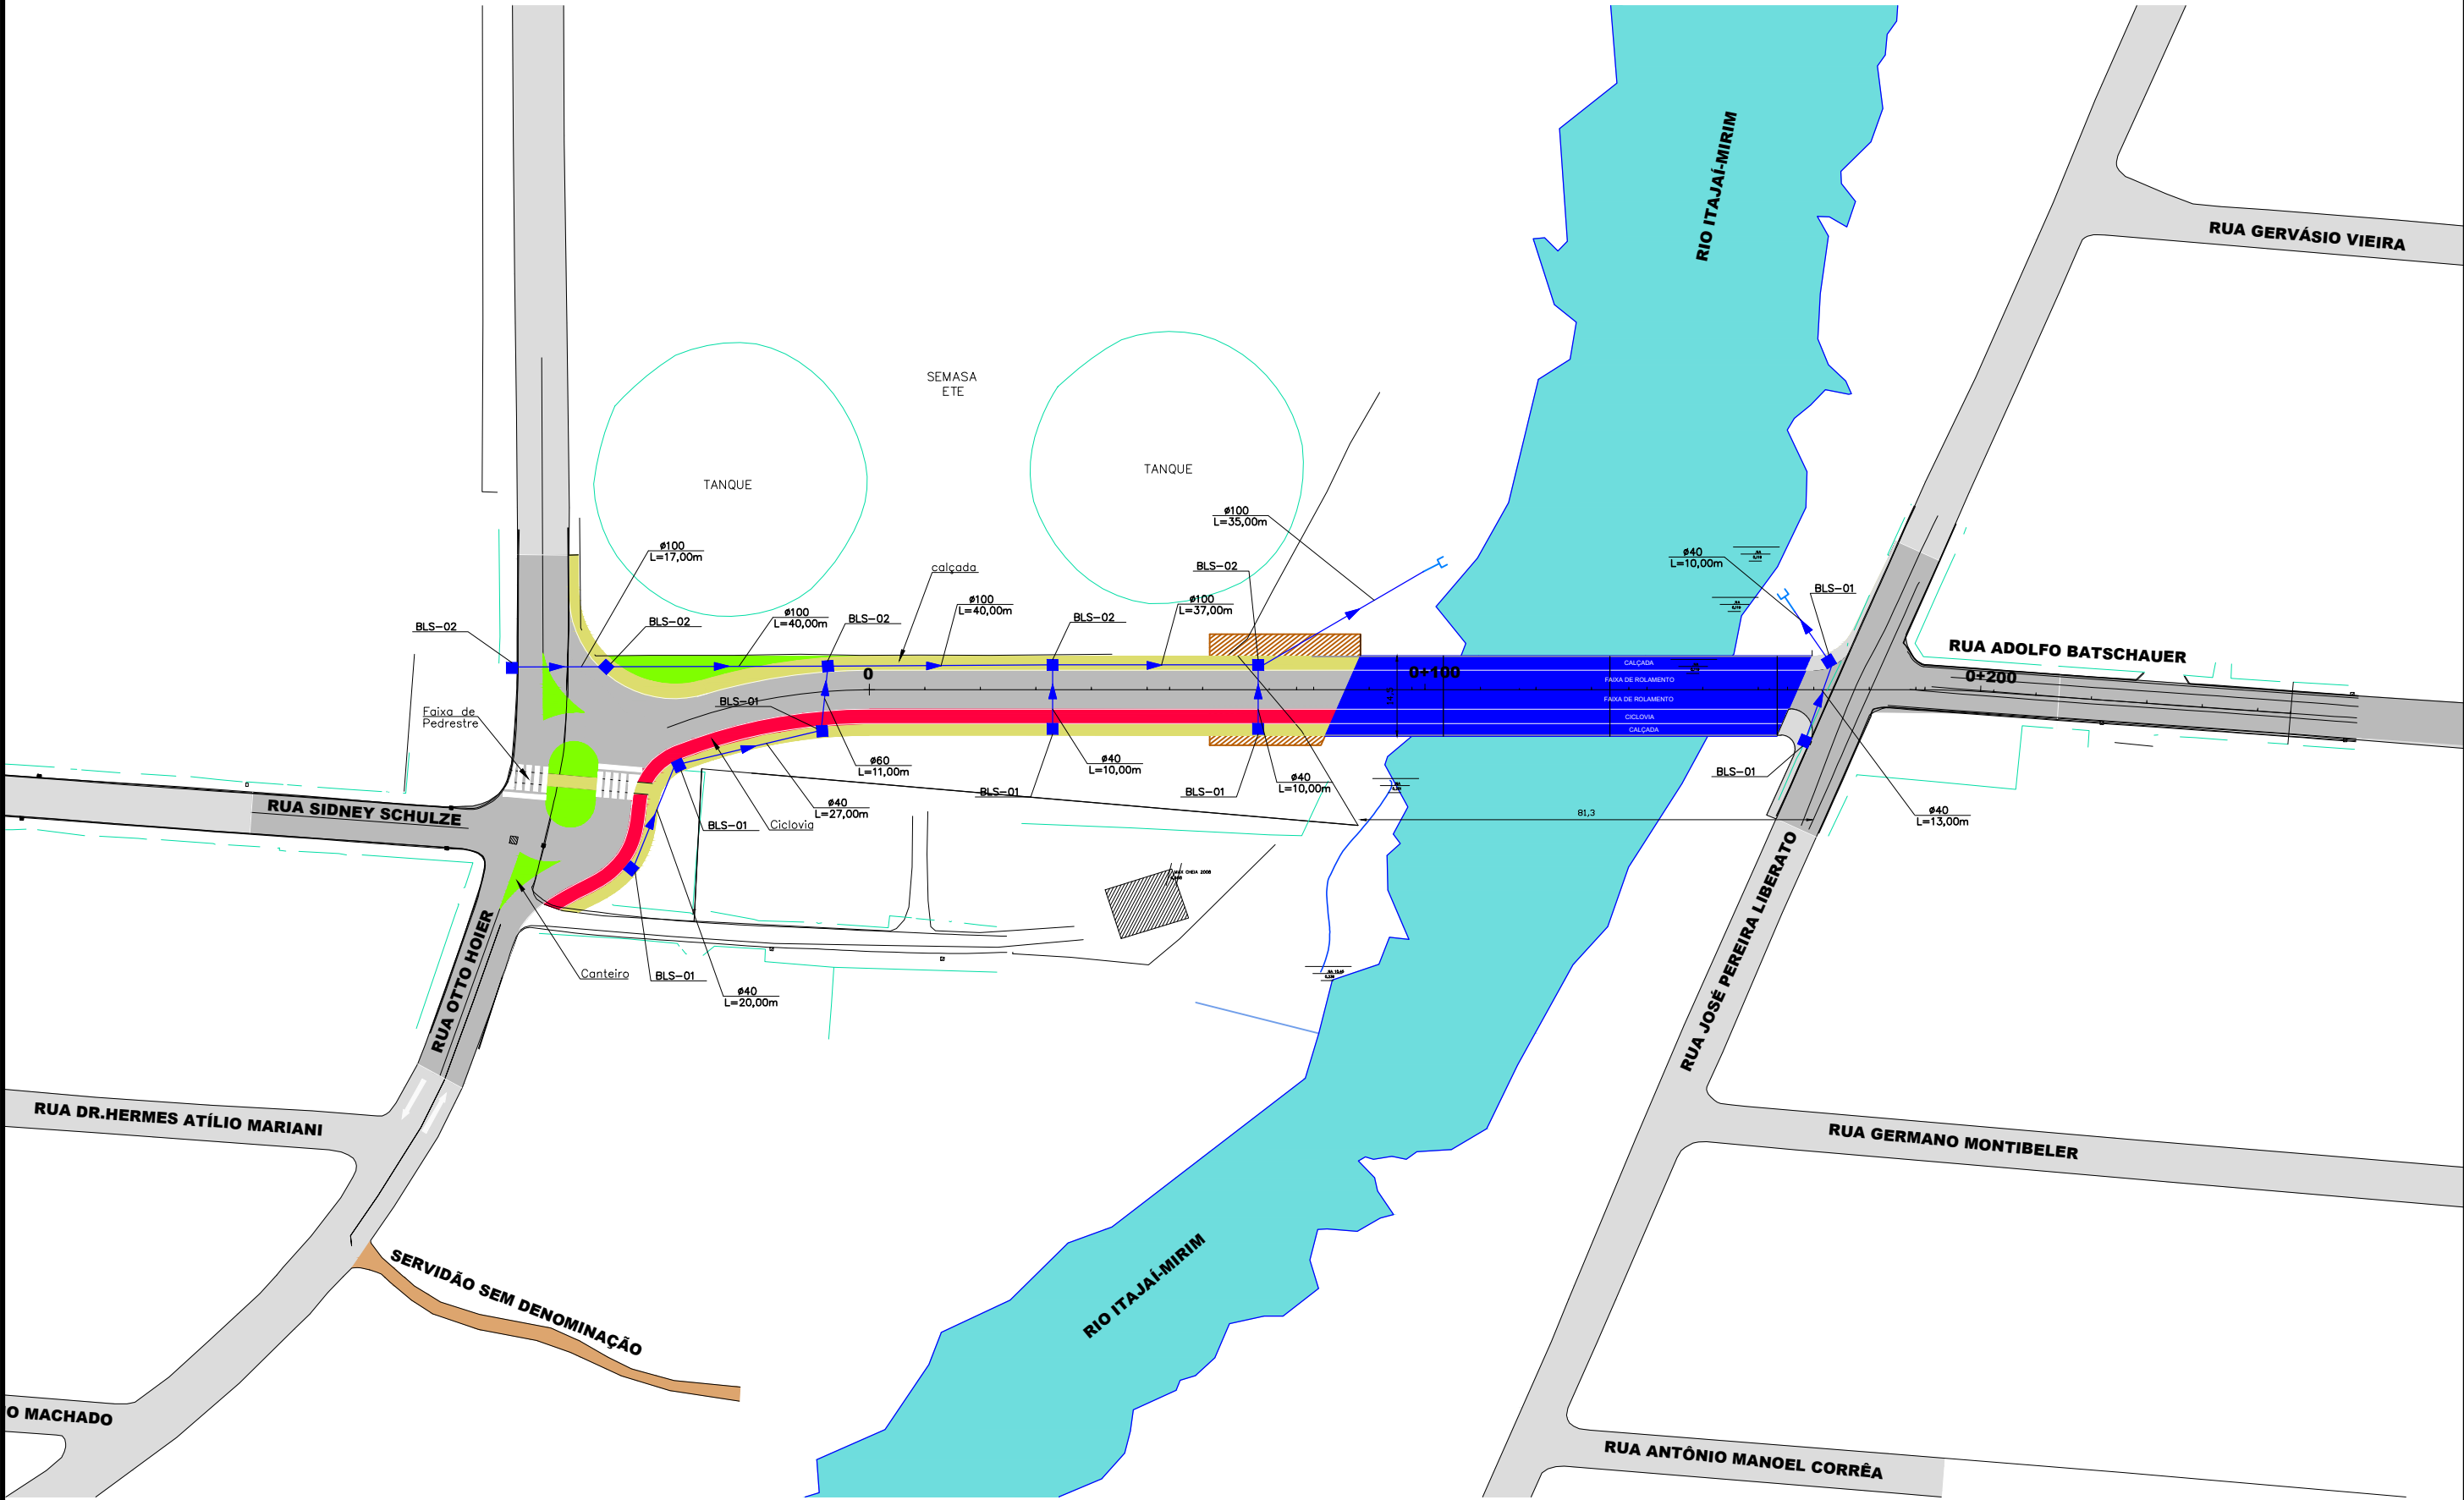 RIO ITAJAÍ-MIRIM
RUA GERVÁSIO VIEIRA
SEMASA
ETE
TANQUE
TANQUE
ø100
L=35,00m
ø100
L=17,00m
ø40
L=10,00m
BLS-02
calçada
BLS-01
ø100
L=40,00m
ø100
L=40,00m
ø100
L=37,00m
BLS-02
BLS-02
BLS-02
BLS-02
RUA ADOLFO BATSCHAUER
CALÇADA
0
0+100
0+200
FAIXA DE ROLAMENTO
FAIXA DE ROLAMENTO
CICLOVIA
CALÇADA
BLS-01
Faixa de
Pedrestre
ø60
L=11,00m
ø40
L=10,00m
BLS-01
ø40
L=10,00m
BLS-01
BLS-01
RUA SIDNEY SCHULZE
ø40
L=27,00m
BLS-01
Ciclovia
81,3
ø40
L=13,00m
RUA JOSÉ PEREIRA LIBERATO
RUA OTTO HOIER
Canteiro
BLS-01
ø40
L=20,00m
RUA DR.HERMES ATÍLIO MARIANI
RUA GERMANO MONTIBELER
SERVIDÃO SEM DENOMINAÇÃO
RIO ITAJAÍ-MIRIM
O MACHADO
RUA ANTÔNIO MANOEL CORRÊA